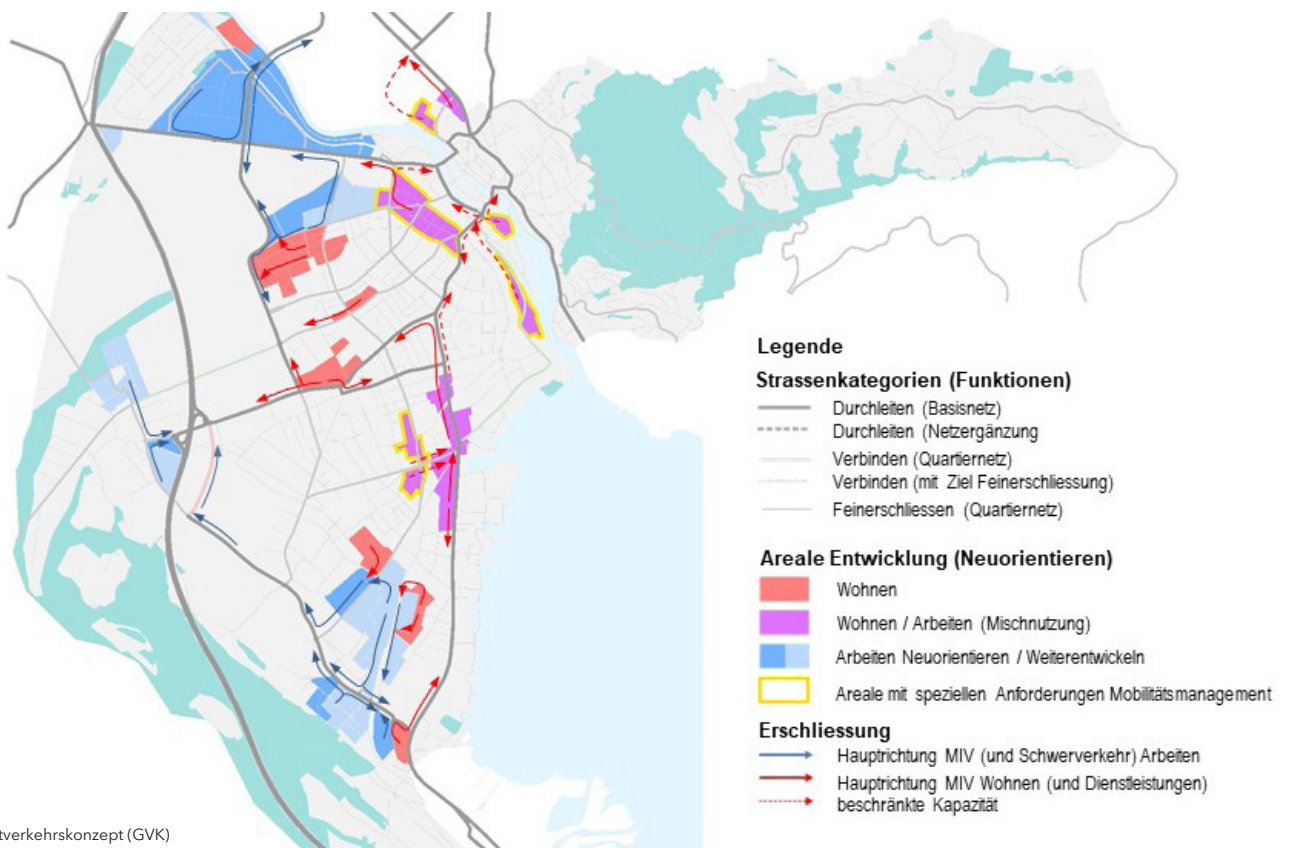 Legende
Strassenkategorien (Funktionen)
Durchleiten (Basisnetz)
Durchleiten (Netzergänzung
Verbinden (Quartiernetz)
Verbinden (mit Ziel Feinerschliessung)
Feinerschliessen (Quartiernetz)
Areale Entwicklung (Neuorientieren)
Wohnen
Wohnen / Arbeiten (Mischnutzung)
Arbeiten Neuorientieren / Weiterentwickeln
Areale mit speziellen Anforderungen Mobilitätsmanagement
Erschliessung
Hauptrichtung MIV (und Schwerverkehr) Arbeiten
Hauptrichtung MIV Wohnen (und Dienstleistungen)
beschränkte Kapazität
tverkehrskonzept (GVK)